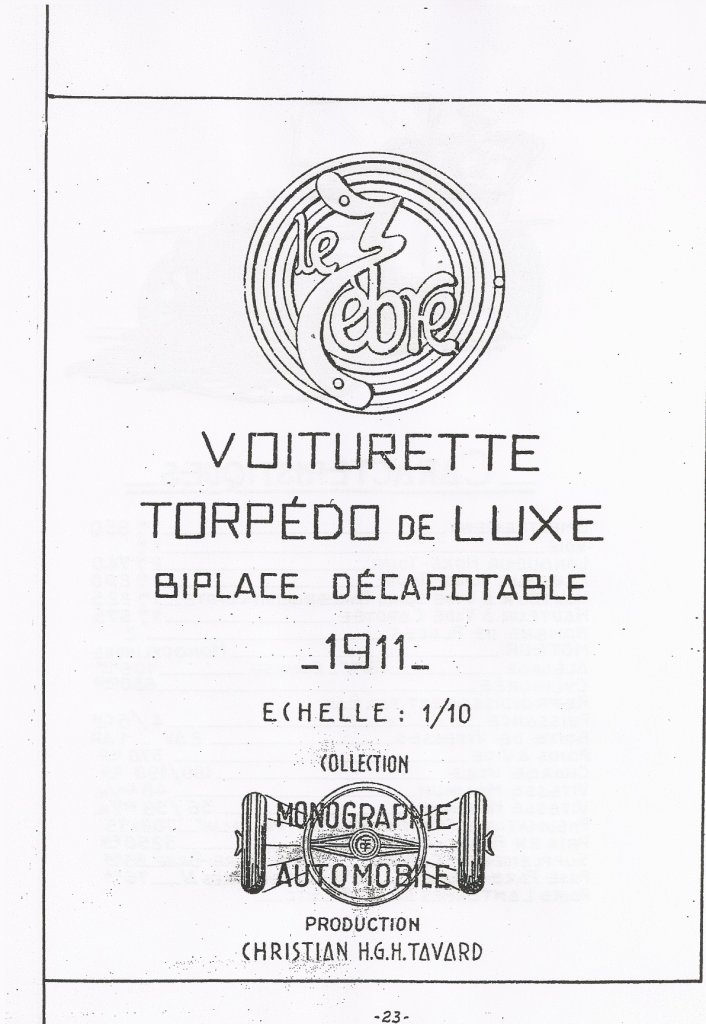 le Zèbre
VOITURETTE
TORPÉDO DE LUXE
BIPLACE DÉCAPOTABLE
_1911_
ECHELLE : 1/10
COLLECTION
MONOGRAPHIE
AUTOMOBILE
PRODUCTION
CHRISTIAN H.G.H.TAVARD
-23-